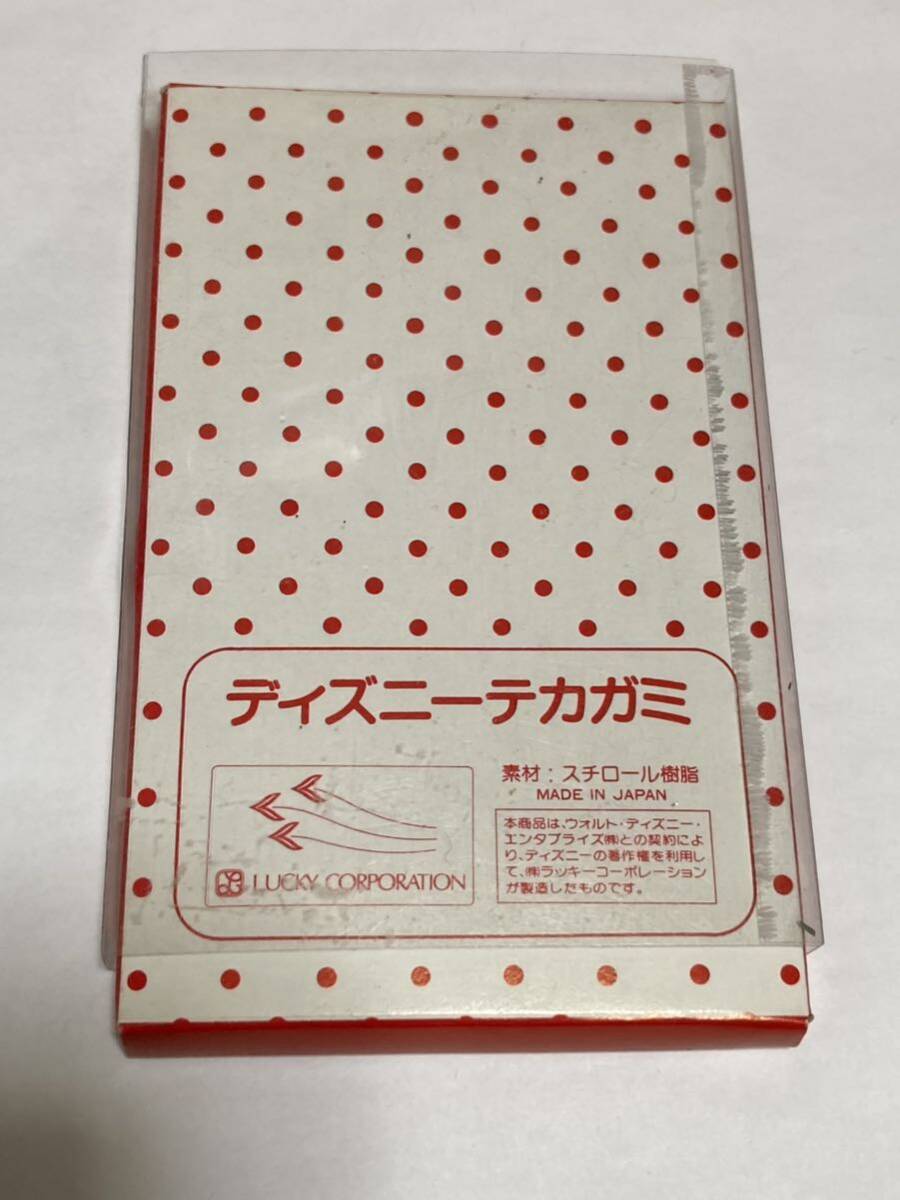 ディズニーテカガミ
素材：スチロール樹脂
MADE IN JAPAN
本商品は、ウォルト・ディズニー・
エンタプライズ㈱との契約によ
り、ディズニーの著作権を利用し
て、㈱ラッキーコーポレーション
が製造したものです。
LUCKY CORPORATION